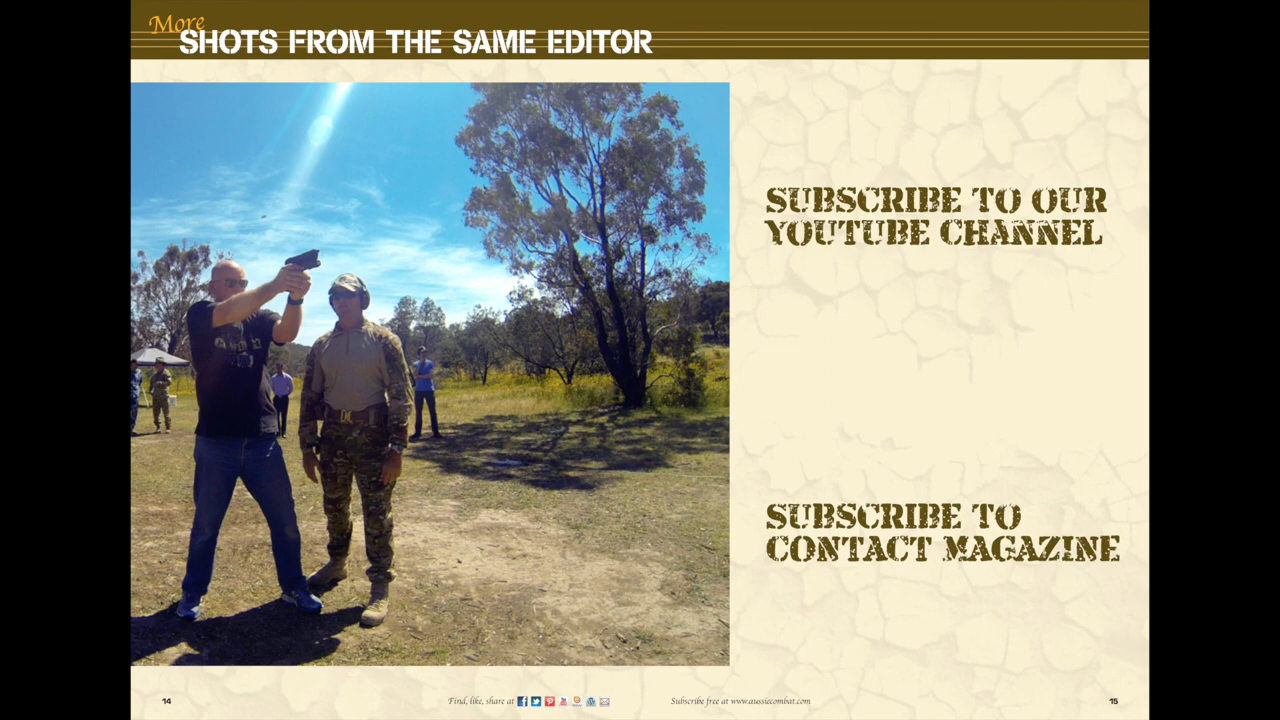 More
SHOTS FROM THE SAME EDITOR
SUBSCRIBE TO OUR
YOUTUBE CHANNEL
SUBSCRIBE TO
CONTACT MAGAZINE
14
Find, like, share at
Subscribe free at www.aussiecombat.com
15